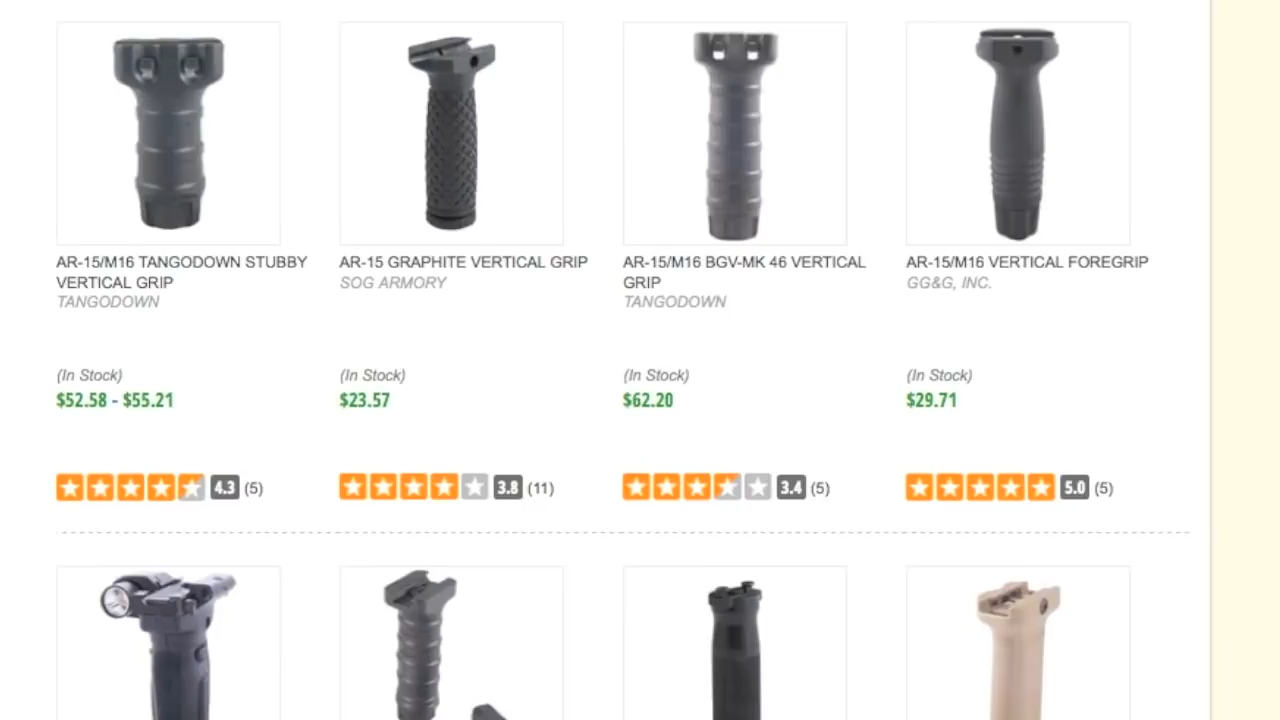 AR-15/M16 TANGODOWN STUBBY
VERTICAL GRIP
TANGODOWN
(In Stock)
$52.58 - $55.21
4.3 (5)
AR-15 GRAPHITE VERTICAL GRIP
SOG ARMORY
(In Stock)
$23.57
3.8 (11)
AR-15/M16 BGV-MK 46 VERTICAL
GRIP
TANGODOWN
(In Stock)
$62.20
3.4 (5)
AR-15/M16 VERTICAL FOREGRIP
GG&G, INC.
(In Stock)
$29.71
5.0 (5)